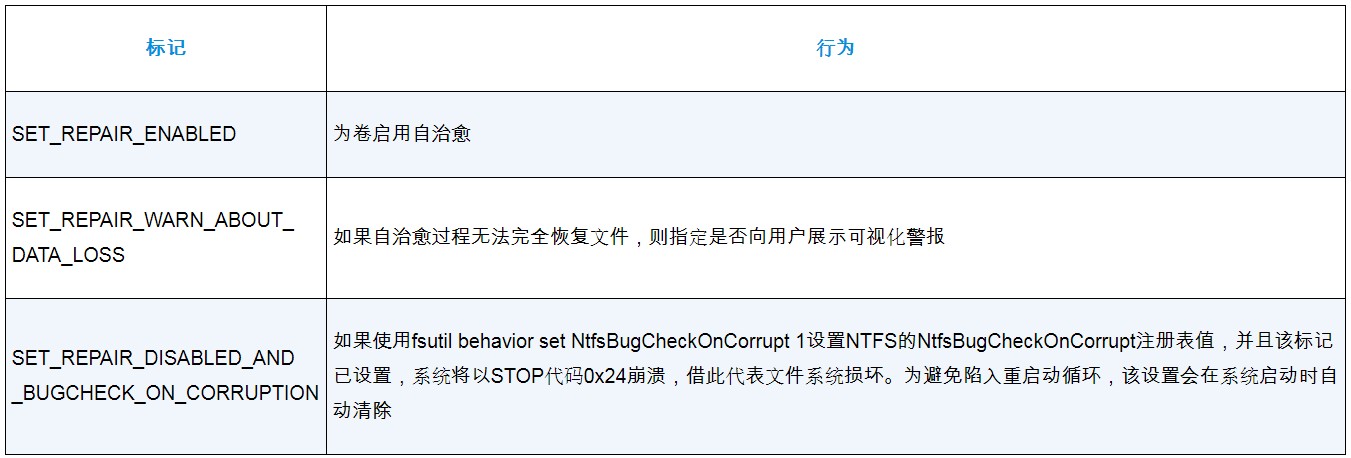 标记
行为
SET_REPAIR_ENABLED
为卷启用自治愈
SET_REPAIR_WARN_ABOUT_
DATA_LOSS
如果自治愈过程无法完全恢复文件，则指定是否向用户展示可视化警报
SET_REPAIR_DISABLED_AND
_BUGCHECK_ON_CORRUPTION
如果使用fsutil behavior set NtfsBugCheckOnCorrupt 1设置NTFS的NtfsBugCheckOnCorrupt注册表值，并且该标记
已设置，系统将以STOP代码0x24崩溃，借此代表文件系统损坏。为避免陷入重启动循环，该设置会在系统启动时自
动清除